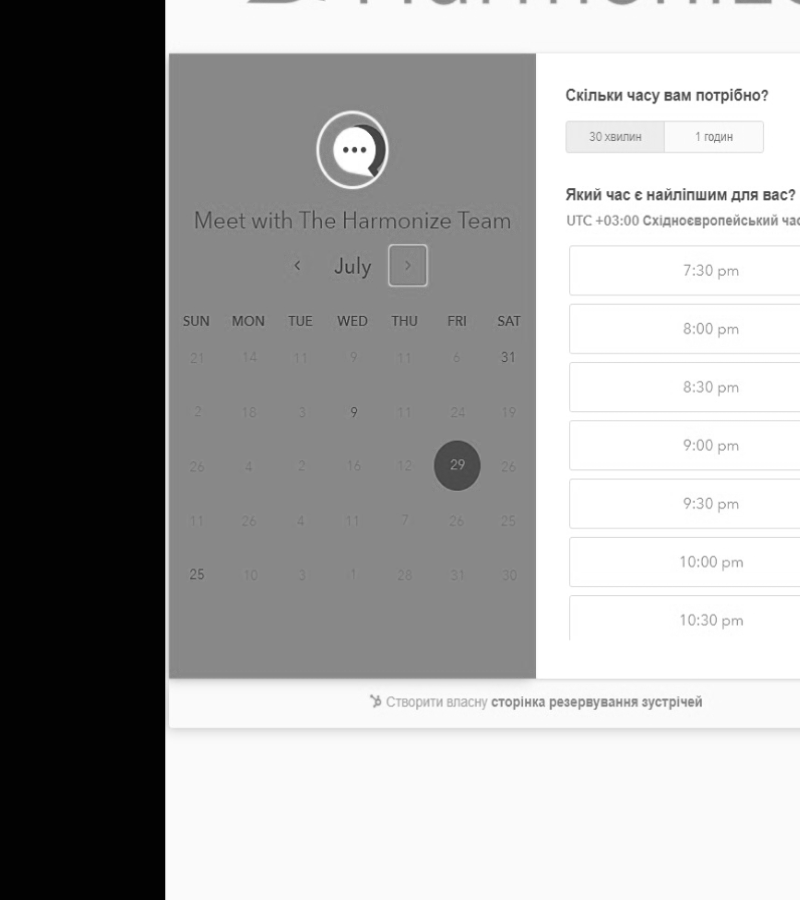 Harmonize
Meet with The Harmonize Team
< July >
SUN MON TUE WED THU FRI SAT
21 14 11 9 11 6 31
2 18 3 9 11 24 19
26 4 2 16 12 29 26
11 26 4 11 7 26 25
25 10 3 1 28 31 30
Скільки часу вам потрібно?
30 хвилин 1 годин
Який час є найліпшим для вас?
UTC +03:00 Східноєвропейський час
7:30 pm
8:00 pm
8:30 pm
9:00 pm
9:30 pm
10:00 pm
10:30 pm
Створити власну сторінка резервування зустрічей